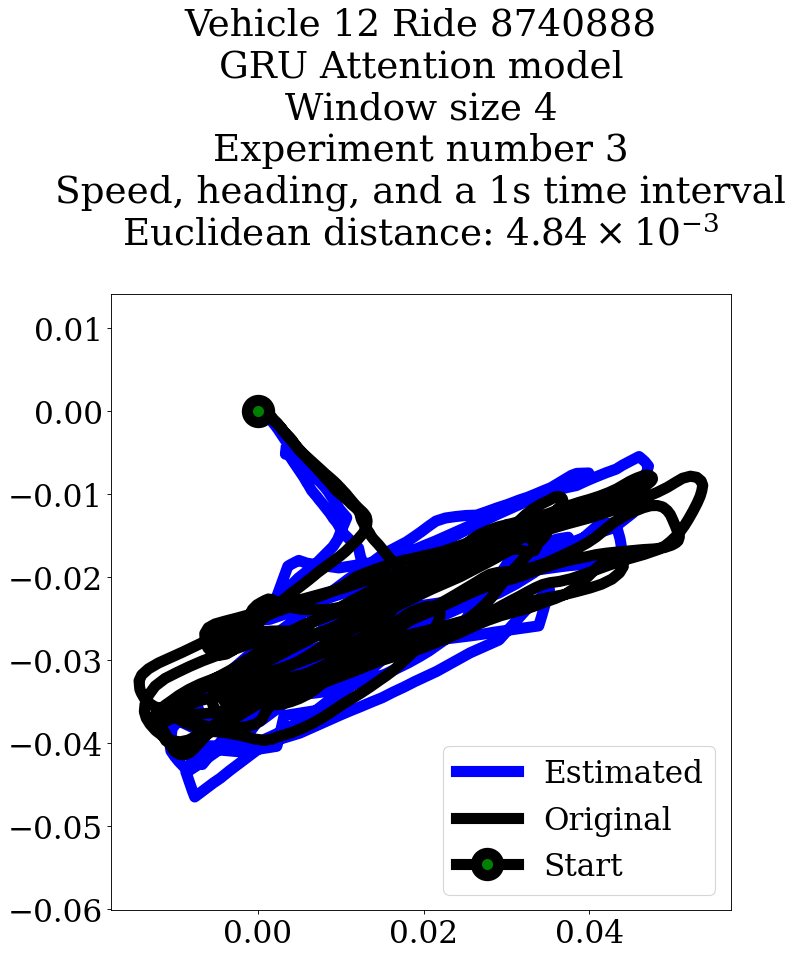 Vehicle 12 Ride 8740888
GRU Attention model
Window size 4
Experiment number 3
Speed, heading, and a 1s time interval
Euclidean distance: 4.84 × 10⁻³
0.01
0.00
−0.01
−0.02
−0.03
−0.04
−0.05
−0.06
0.00 0.02 0.04
Estimated
Original
Start